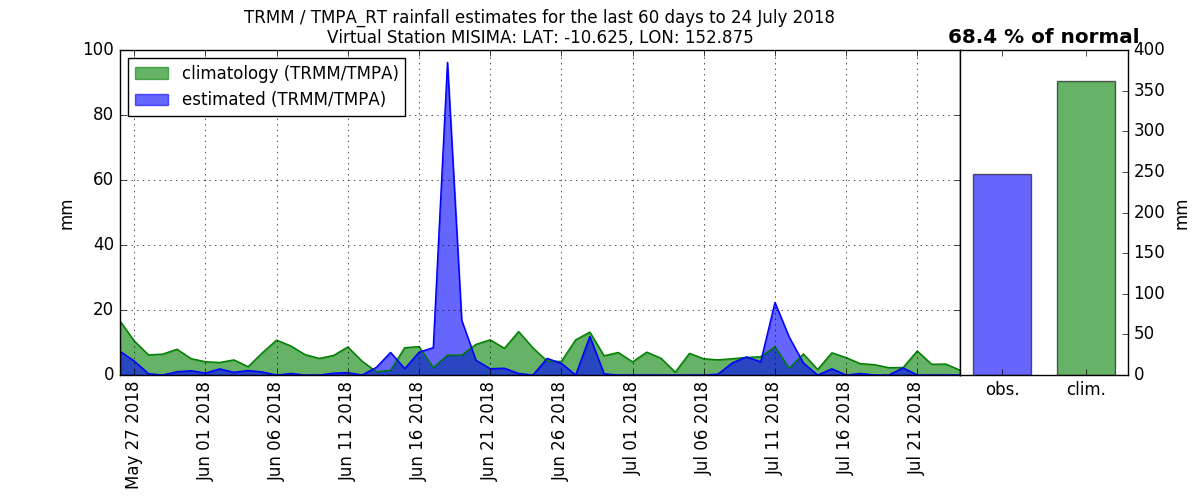 TRMM / TMPA_RT rainfall estimates for the last 60 days to 24 July 2018
Virtual Station MISIMA: LAT: -10.625, LON: 152.875
68.4 % of normal
climatology (TRMM/TMPA)
estimated (TRMM/TMPA)
100
80
60
40
20
0
mm
May 27 2018
Jun 01 2018
Jun 06 2018
Jun 11 2018
Jun 16 2018
Jun 21 2018
Jun 26 2018
Jul 01 2018
Jul 06 2018
Jul 11 2018
Jul 16 2018
Jul 21 2018
obs.
clim.
400
350
300
250
200
150
100
50
0
mm